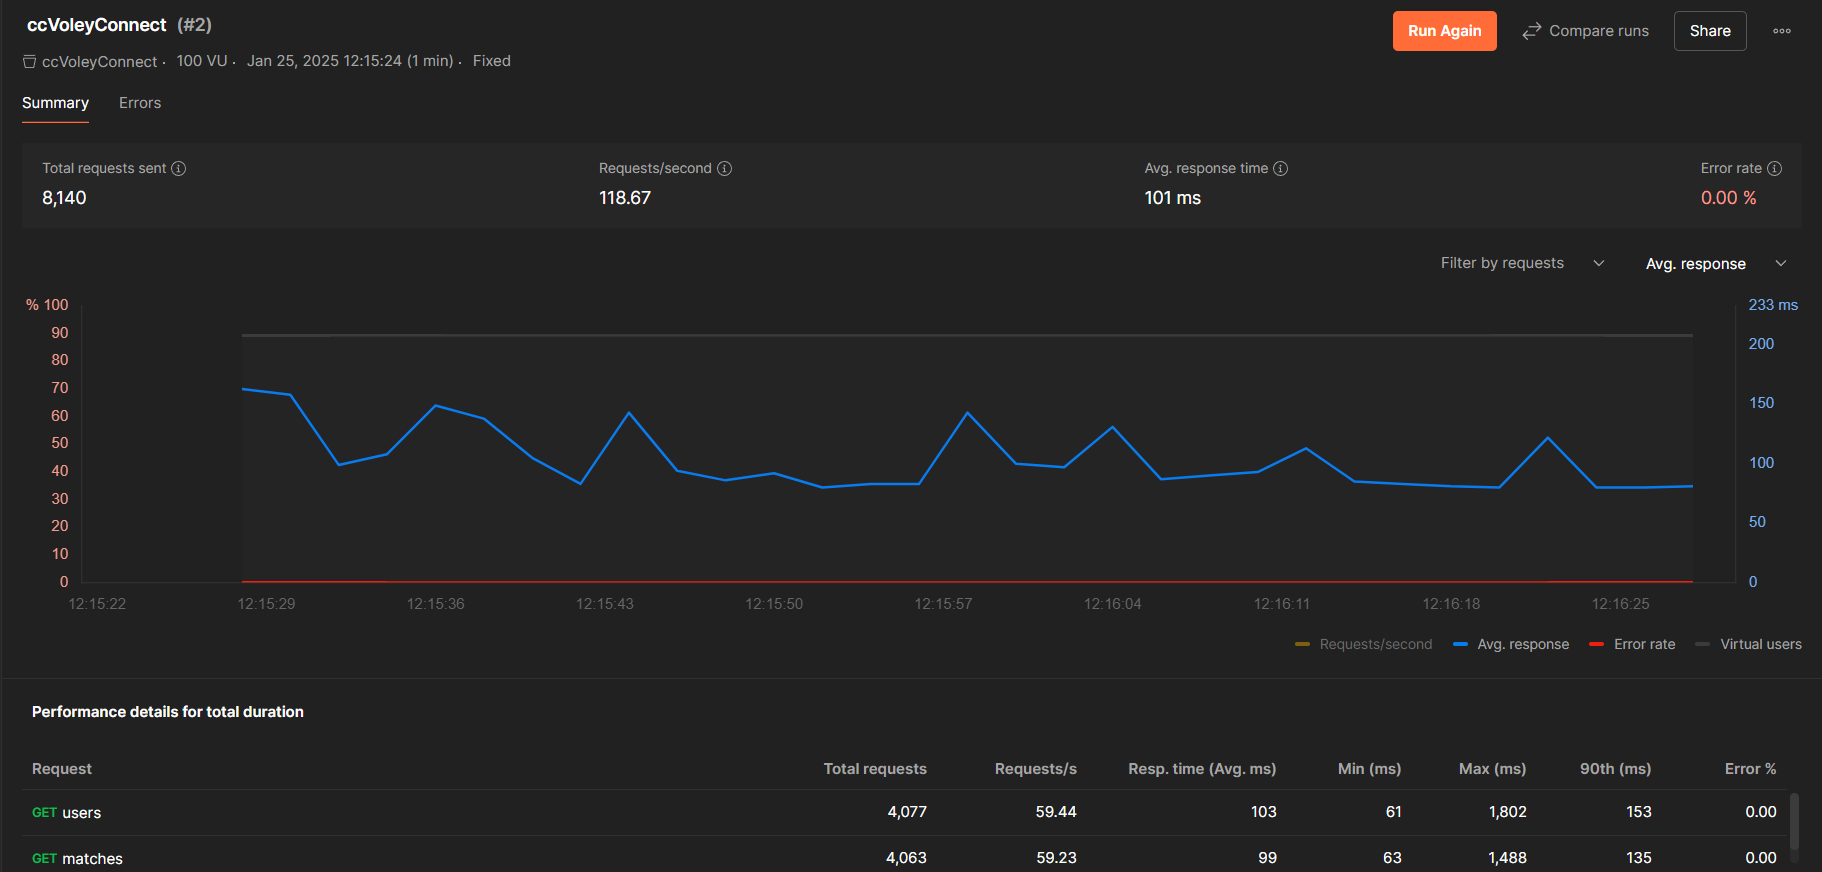 ccVoleyConnect (#2)
Run Again
Compare runs
Share
ccVoleyConnect · 100 VU · Jan 25, 2025 12:15:24 (1 min) · Fixed
Summary
Errors
Total requests sent
Requests/second
Avg. response time
Error rate
8,140
118.67
101 ms
0.00 %
Filter by requests
Avg. response
% 100
90
80
70
60
50
40
30
20
10
0
233 ms
200
150
100
50
0
12:15:22 12:15:29 12:15:36 12:15:43 12:15:50 12:15:57 12:16:04 12:16:11 12:16:18 12:16:25
Requests/second Avg. response Error rate Virtual users
Performance details for total duration
Request Total requests Requests/s Resp. time (Avg. ms) Min (ms) Max (ms) 90th (ms) Error %
GET users 4,077 59.44 103 61 1,802 153 0.00
GET matches 4,063 59.23 99 63 1,488 135 0.00